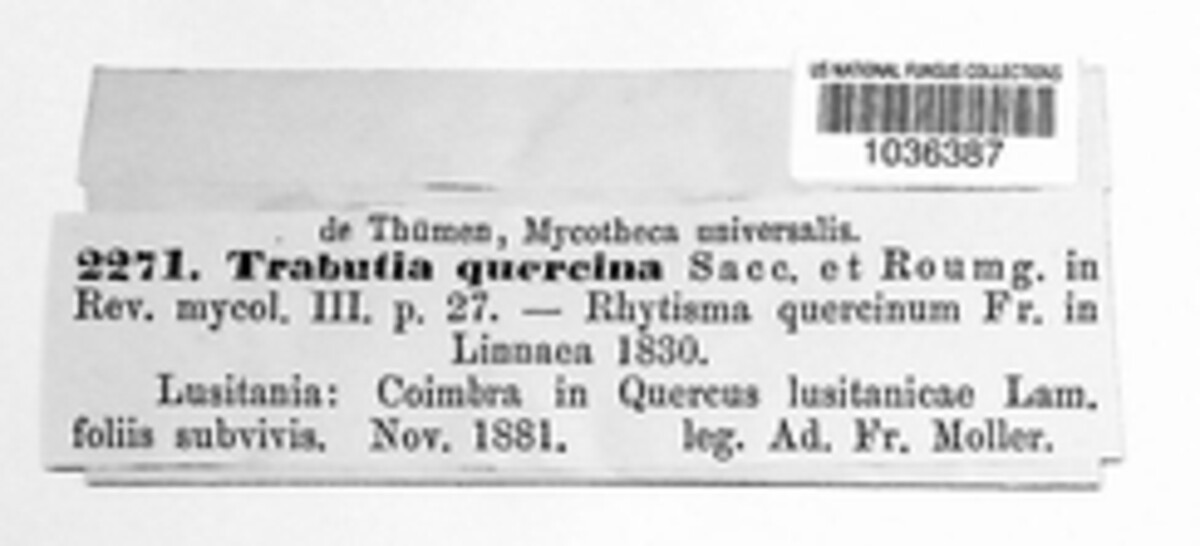 US NATIONAL FUNGUS COLLECTIONS
1036387
de Thümen, Mycotheca universalis.
2271. Trabutia quercina Sacc. et Roumg. in
Rev. mycol. III. p. 27. — Rhytisma quercinum Fr. in
Linnaea 1830.
Lusitania: Coimbra in Quercus lusitanicae Lam.
foliis subvivis. Nov. 1881. leg. Ad. Fr. Moller.